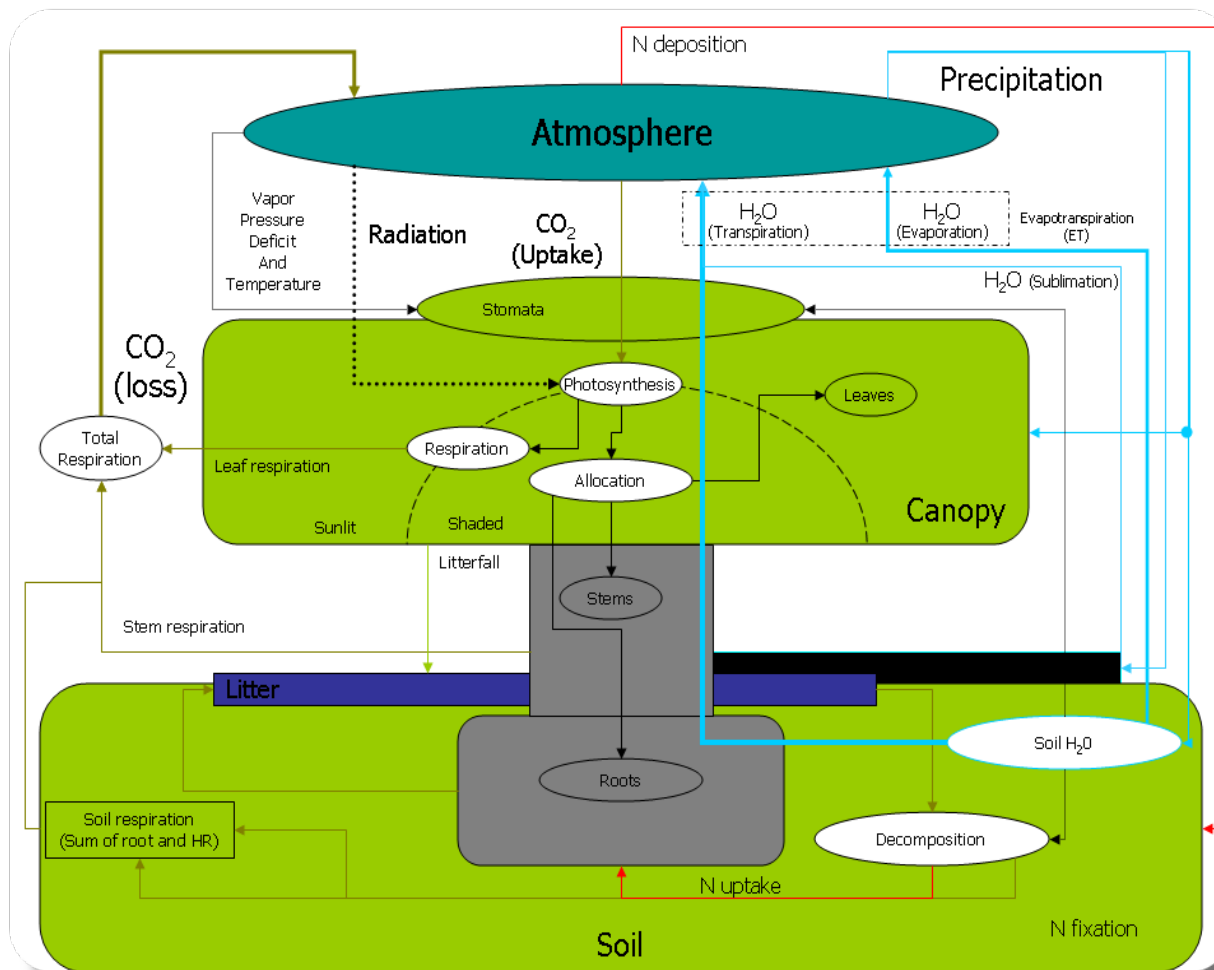 N deposition
Precipitation
Atmosphere
Vapor
Pressure
Deficit
And
Temperature
Radiation
CO₂
(Uptake)
H₂O
(Transpiration)
H₂O
(Evaporation)
Evapotranspiration
(ET)
H₂O (Sublimation)
Stomata
CO₂
(loss)
Photosynthesis
Leaves
Total
Respiration
Leaf respiration
Respiration
Allocation
Canopy
Sunlit
Shaded
Litterfall
Stems
Stem respiration
Litter
Soil H₂0
Roots
Soil respiration
(Sum of root and HR)
Decomposition
N uptake
N fixation
Soil